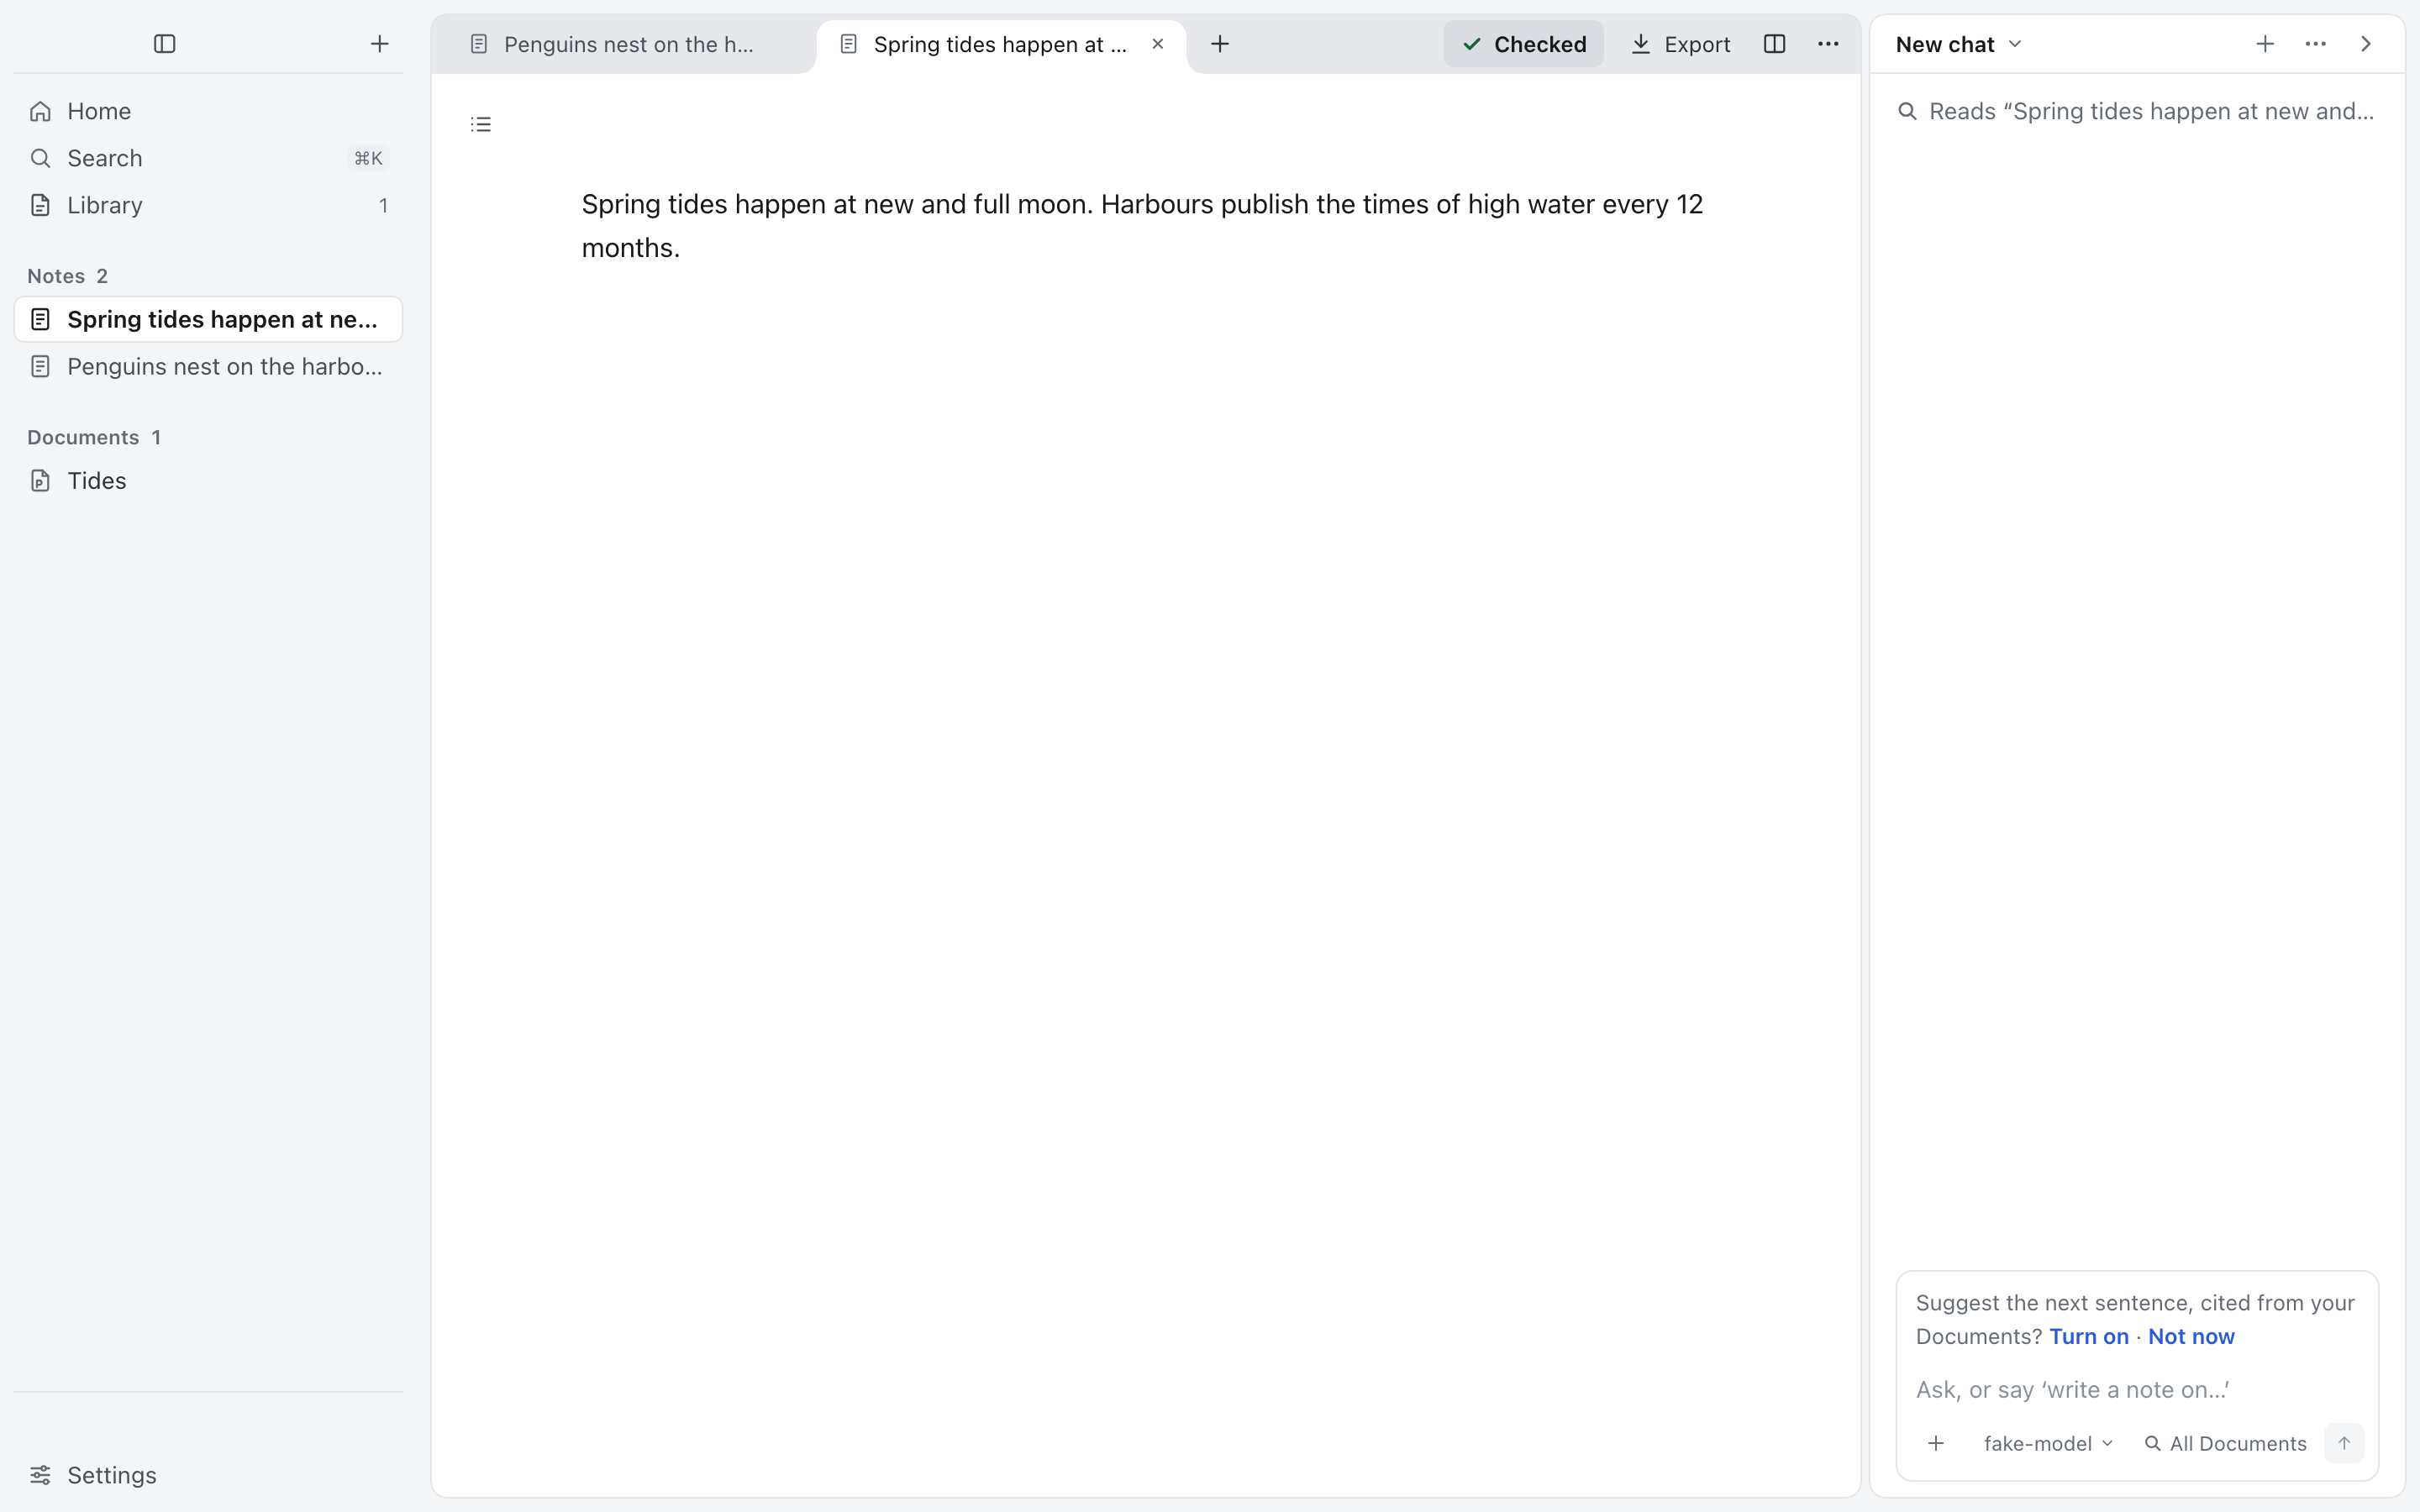 Home
Search ⌘K
Library 1
Notes 2
Spring tides happen at ne...
Penguins nest on the harbo...
Documents 1
Tides
Settings
Penguins nest on the h...
Spring tides happen at ...
Checked
Export
Spring tides happen at new and full moon. Harbours publish the times of high water every 12
months.
New chat
Reads “Spring tides happen at new and...
Suggest the next sentence, cited from your
Documents? Turn on · Not now
Ask, or say ‘write a note on...’
fake-model
All Documents